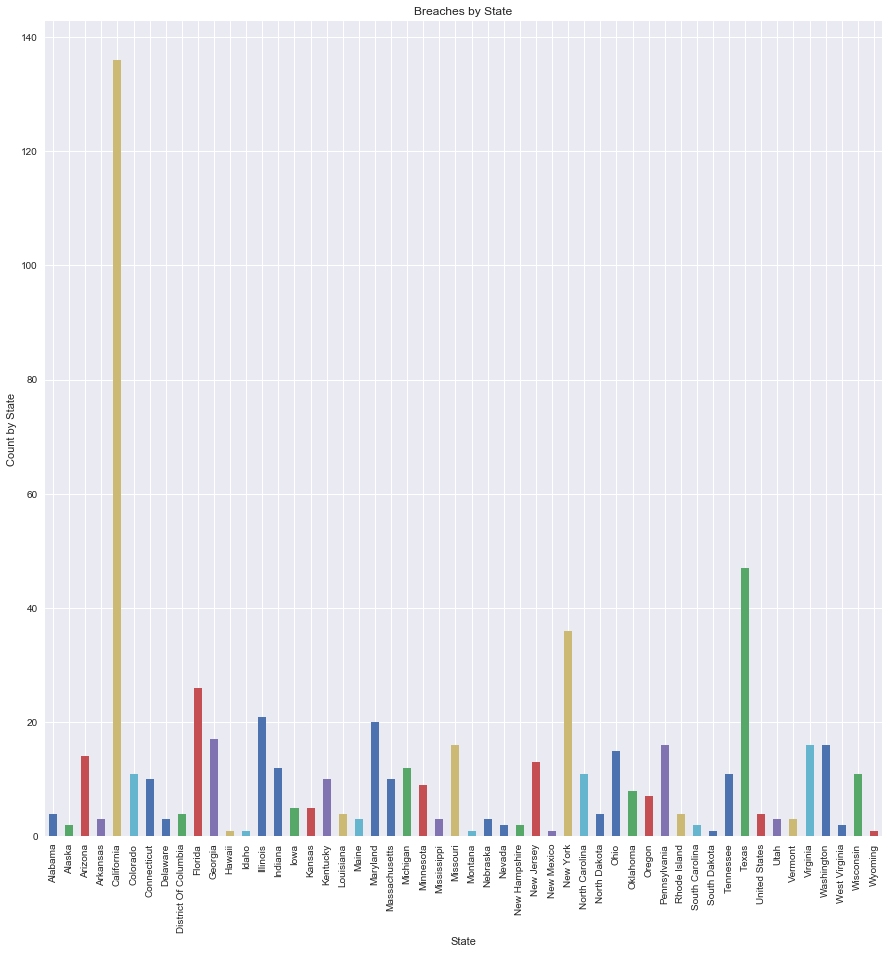 Breaches by State
140
120
100
80
60
40
20
0
Count by State
Alabama
Alaska
Arizona
Arkansas
California
Colorado
Connecticut
Delaware
District Of Columbia
Florida
Georgia
Hawaii
Idaho
Illinois
Indiana
Iowa
Kansas
Kentucky
Louisiana
Maine
Maryland
Massachusetts
Michigan
Minnesota
Mississippi
Missouri
Montana
Nebraska
Nevada
New Hampshire
New Jersey
New Mexico
New York
North Carolina
North Dakota
Ohio
Oklahoma
Oregon
Pennsylvania
Rhode Island
South Carolina
South Dakota
Tennessee
Texas
United States
Utah
Vermont
Virginia
Washington
West Virginia
Wisconsin
Wyoming
State